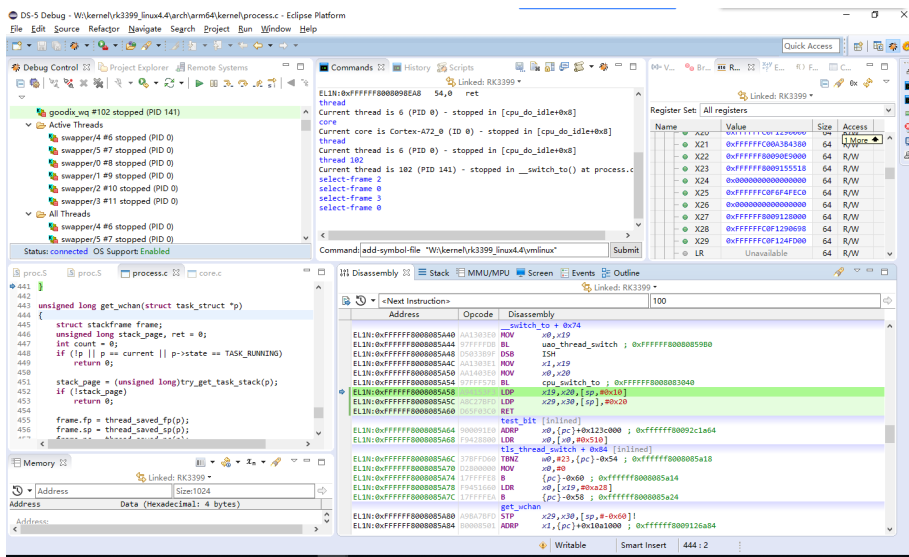 DS-5 Debug - W:\kernel\rk3399_linux4.4\arch\arm64\kernel\process.c - Eclipse Platform
File Edit Source Refactor Navigate Search Project Run Window Help
Quick Access
Debug Control Project Explorer Remote Systems
goodix_wq #102 stopped (PID 141)
Active Threads
swapper/4 #6 stopped (PID 0)
swapper/5 #7 stopped (PID 0)
swapper/0 #8 stopped (PID 0)
swapper/1 #9 stopped (PID 0)
swapper/2 #10 stopped (PID 0)
swapper/3 #11 stopped (PID 0)
All Threads
swapper/4 #6 stopped (PID 0)
swapper/5 #7 stopped (PID 0)
Status: connected OS Support: Enabled
Commands History Scripts
Linked: RK3399
EL1N:0xFFFFFF8008098EA8 54,0 ret
thread
Current thread is 6 (PID 0) - stopped in [cpu_do_idle+0x8]
core
Current core is Cortex-A72_0 (ID 0) - stopped in [cpu_do_idle+0x8]
thread
Current thread is 6 (PID 0) - stopped in [cpu_do_idle+0x8]
thread 102
Current thread is 102 (PID 141) - stopped in __switch_to() at process.c
select-frame 2
select-frame 0
select-frame 3
select-frame 0
Command: add-symbol-file "W:\kernel\rk3399_linux4.4\vmlinux" Submit
V... Br... R... F... C...
Linked: RK3399
Register Set: All registers
Name Value Size Access
1 More
X20 0xFFFFFFC0F1290000 64 R/W
X21 0xFFFFFFC00A3B4380 64 R/W
X22 0xFFFFFF80090E9000 64 R/W
X23 0xFFFFFF8009155518 64 R/W
X24 0x0000000000000000 64 R/W
X25 0xFFFFFFC0F6F4FEC0 64 R/W
X26 0x0000000000000000 64 R/W
X27 0xFFFFFF8009128000 64 R/W
X28 0xFFFFFFC0F1290698 64 R/W
X29 0xFFFFFFC0F124FD00 64 R/W
LR Unavailable 64 R/W
proc.S proc.S process.c core.c
441 }
442
443 unsigned long get_wchan(struct task_struct *p)
444 {
445 struct stackframe frame;
446 unsigned long stack_page, ret = 0;
447 int count = 0;
448 if (!p || p == current || p->state == TASK_RUNNING)
449 return 0;
450
451 stack_page = (unsigned long)try_get_task_stack(p);
452 if (!stack_page)
453 return 0;
454
455 frame.fp = thread_saved_fp(p);
456 frame.sp = thread_saved_sp(p);
Memory
Linked: RK3399
Address Size:1024
Address Data (Hexadecimal: 4 bytes)
Address:
Disassembly Stack MMU/MPU Screen Events Outline
Linked: RK3399
<Next Instruction> 100
Address Opcode Disassembly
__switch_to + 0x74
EL1N:0xFFFFFF8008085A40 AA1303E0 MOV x0,x19
EL1N:0xFFFFFF8008085A44 97FFFFDB BL uao_thread_switch ; 0xFFFFFF80080859B0
EL1N:0xFFFFFF8008085A48 D5033B9F DSB ISH
EL1N:0xFFFFFF8008085A4C AA1303E1 MOV x1,x19
EL1N:0xFFFFFF8008085A50 AA1403E0 MOV x0,x20
EL1N:0xFFFFFF8008085A54 97FFF57B BL cpu_switch_to ; 0xFFFFFF8008083040
EL1N:0xFFFFFF8008085A58 A94153F3 LDP x19,x20,[sp,#0x10]
EL1N:0xFFFFFF8008085A5C A8C27BFD LDP x29,x30,[sp],#0x20
EL1N:0xFFFFFF8008085A60 D65F03C0 RET
test_bit [inlined]
EL1N:0xFFFFFF8008085A64 900091E0 ADRP x0,{pc}+0x123c000 ; 0xffffff80092c1a64
EL1N:0xFFFFFF8008085A68 F9428800 LDR x0,[x0,#0x510]
tls_thread_switch + 0x84 [inlined]
EL1N:0xFFFFFF8008085A6C 37BFFD60 TBNZ w0,#23,{pc}-0x54 ; 0xffffff8008085a18
EL1N:0xFFFFFF8008085A70 D2800000 MOV x0,#0
EL1N:0xFFFFFF8008085A74 17FFFFE8 B {pc}-0x60 ; 0xffffff8008085a14
EL1N:0xFFFFFF8008085A78 F9451660 LDR x0,[x19,#0xa28]
EL1N:0xFFFFFF8008085A7C 17FFFFEA B {pc}-0x58 ; 0xffffff8008085a24
get_wchan
EL1N:0xFFFFFF8008085A80 A9BA7BFD STP x29,x30,[sp,#-0x60]!
EL1N:0xFFFFFF8008085A84 B0008501 ADRP x1,{pc}+0x10a1000 ; 0xffffff8009126a84
Writable Smart Insert 444 : 2